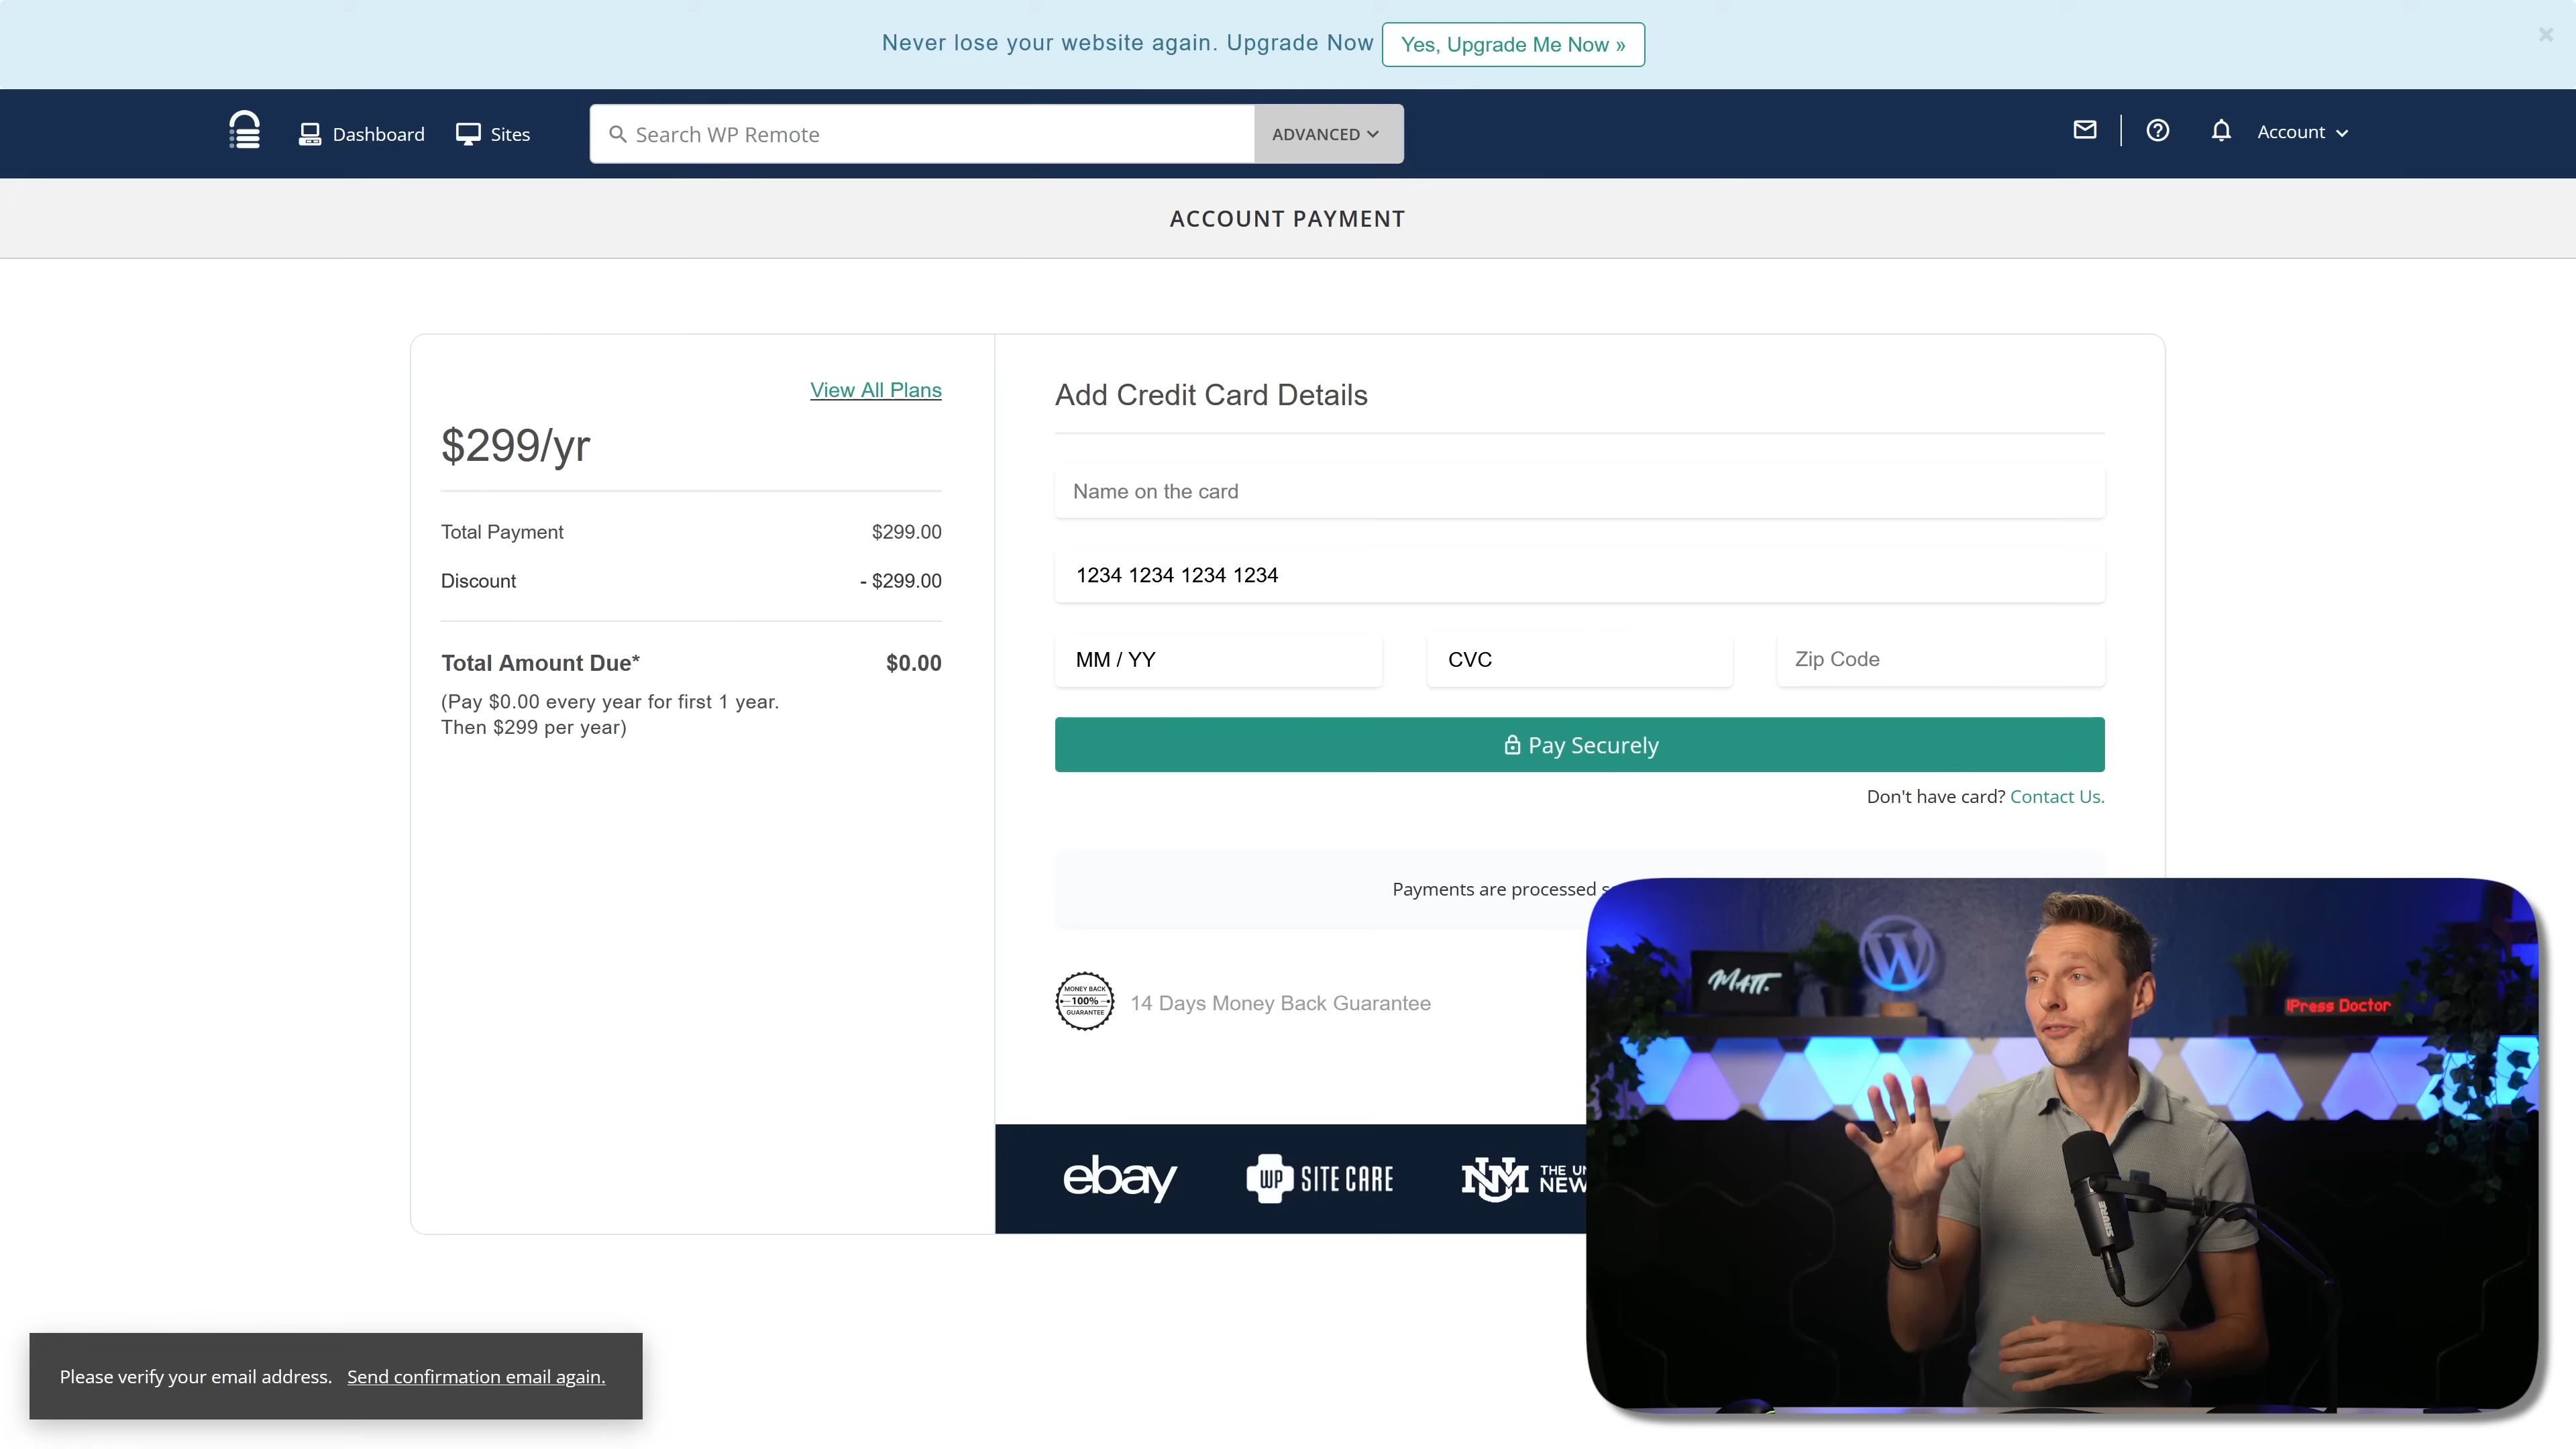 Never lose your website again. Upgrade Now Yes, Upgrade Me Now »
×
Dashboard Sites Search WP Remote ADVANCED Account
ACCOUNT PAYMENT
View All Plans
$299/yr
Total Payment $299.00
Discount - $299.00
Total Amount Due* $0.00
(Pay $0.00 every year for first 1 year.
Then $299 per year)
Add Credit Card Details
Name on the card
1234 1234 1234 1234
MM / YY CVC Zip Code
Pay Securely
Don't have card? Contact Us.
Payments are processed
MONEY BACK
100%
GUARANTEE
14 Days Money Back Guarantee
ebay WP SITE CARE NM THE
NEW
MATT.
W
Press Doctor
SHURE
Please verify your email address. Send confirmation email again.